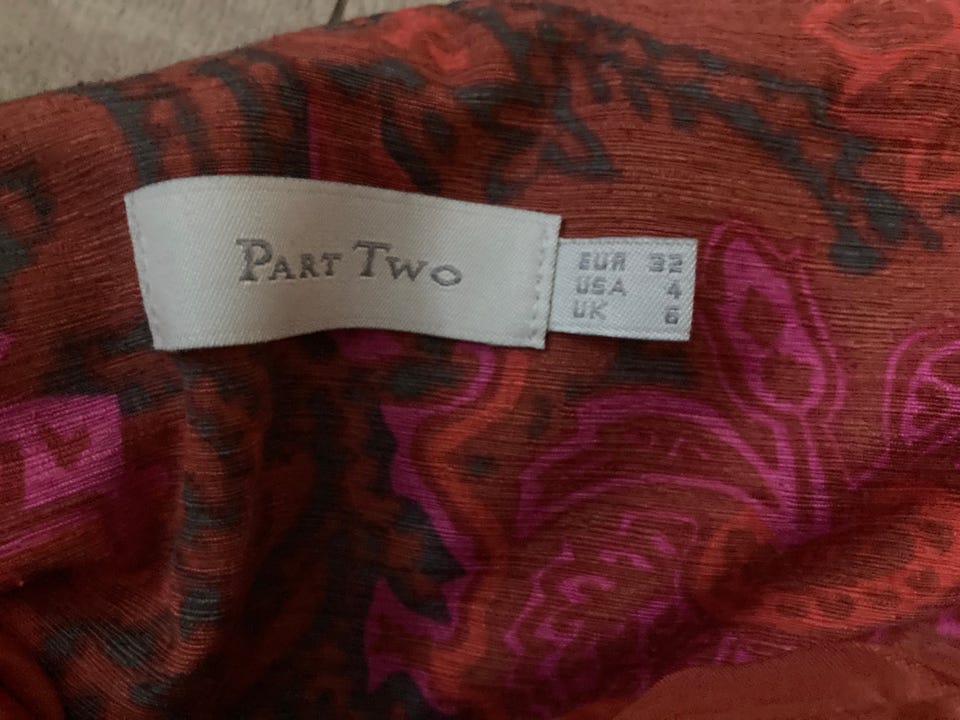 PART TWO
EUR 32
USA 4
UK 6